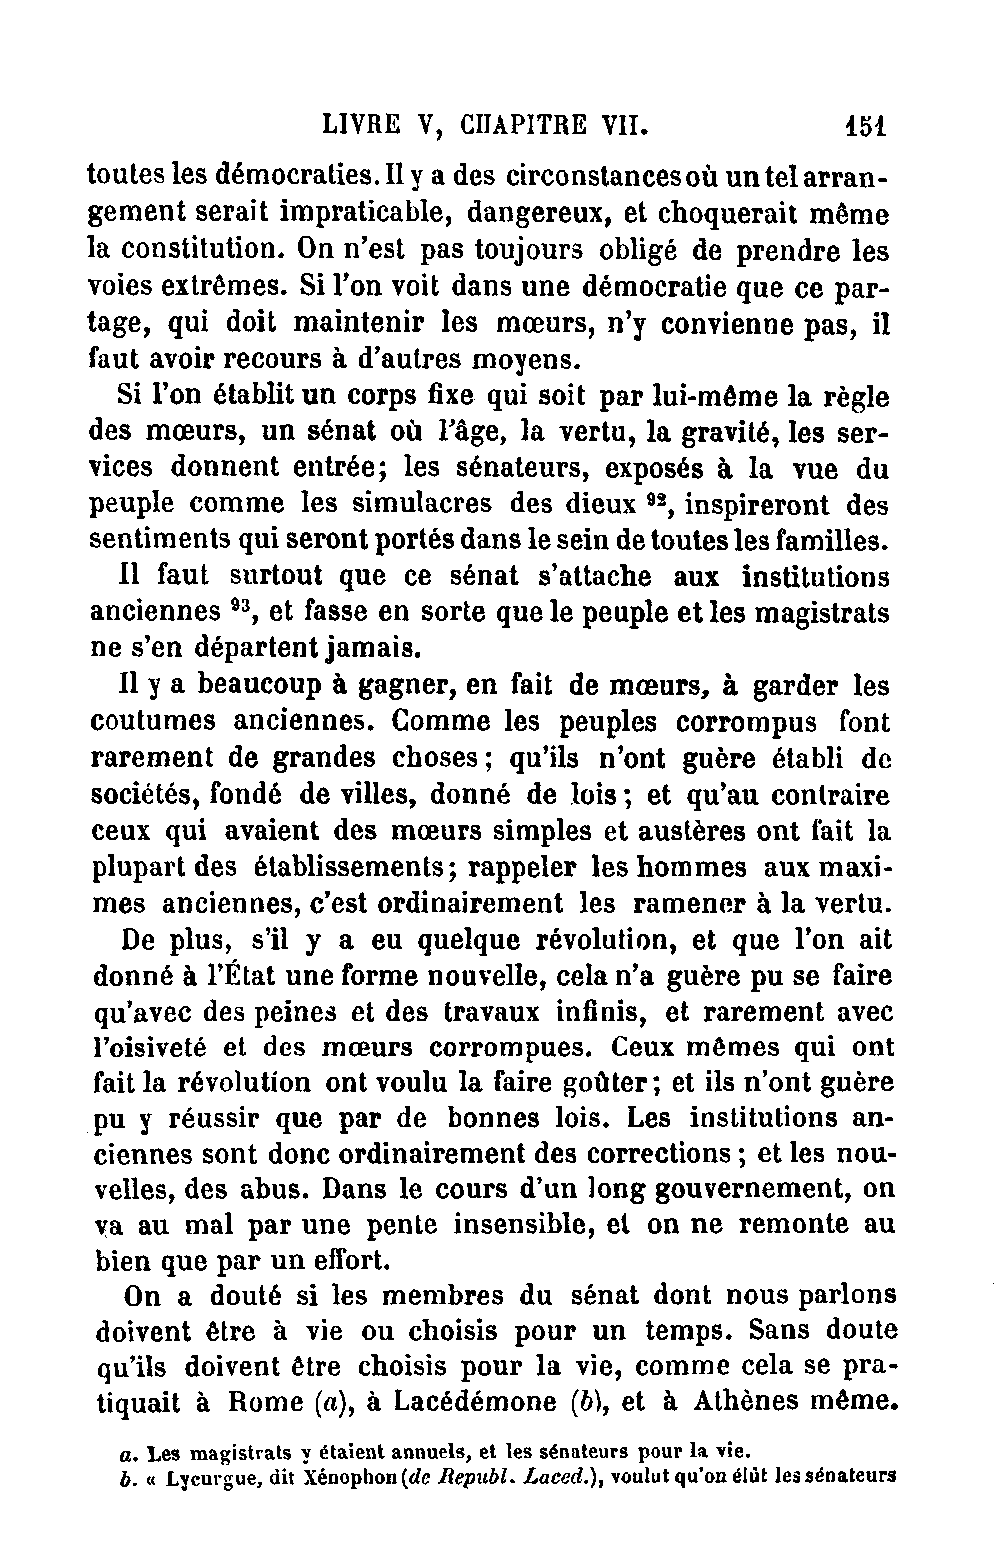 LIVRE V, CHAPITRE VII. 151
toutes les démocraties. Il y a des circonstances où un tel arran-
gement serait impraticable, dangereux, et choquerait même
la constitution. On n'est pas toujours obligé de prendre les
voies extrêmes. Si l'on voit dans une démocratie que ce par-
tage, qui doit maintenir les mœurs, n'y convienne pas, il
faut avoir recours à d'autres moyens.
Si l'on établit un corps fixe qui soit par lui-même la règle
des mœurs, un sénat où l'âge, la vertu, la gravité, les ser-
vices donnent entrée; les sénateurs, exposés à la vue du
peuple comme les simulacres des dieux ⁹², inspireront des
sentiments qui seront portés dans le sein de toutes les familles.
Il faut surtout que ce sénat s'attache aux institutions
anciennes ⁹³, et fasse en sorte que le peuple et les magistrats
ne s'en départent jamais.
Il y a beaucoup à gagner, en fait de mœurs, à garder les
coutumes anciennes. Comme les peuples corrompus font
rarement de grandes choses; qu'ils n'ont guère établi de
sociétés, fondé de villes, donné de lois; et qu'au contraire
ceux qui avaient des mœurs simples et austères ont fait la
plupart des établissements; rappeler les hommes aux maxi-
mes anciennes, c'est ordinairement les ramener à la vertu.
De plus, s'il y a eu quelque révolution, et que l'on ait
donné à l'État une forme nouvelle, cela n'a guère pu se faire
qu'avec des peines et des travaux infinis, et rarement avec
l'oisiveté et des mœurs corrompues. Ceux mêmes qui ont
fait la révolution ont voulu la faire goûter; et ils n'ont guère
pu y réussir que par de bonnes lois. Les institutions an-
ciennes sont donc ordinairement des corrections; et les nou-
velles, des abus. Dans le cours d'un long gouvernement, on
va au mal par une pente insensible, et on ne remonte au
bien que par un effort.
On a douté si les membres du sénat dont nous parlons
doivent être à vie ou choisis pour un temps. Sans doute
qu'ils doivent être choisis pour la vie, comme cela se pra-
tiquait à Rome (a), à Lacédémone (b), et à Athènes même.
a. Les magistrats y étaient annuels, et les sénateurs pour la vie.
b. « Lycurgue, dit Xénophon (de Republ. Laced.), voulut qu'on élût les sénateurs